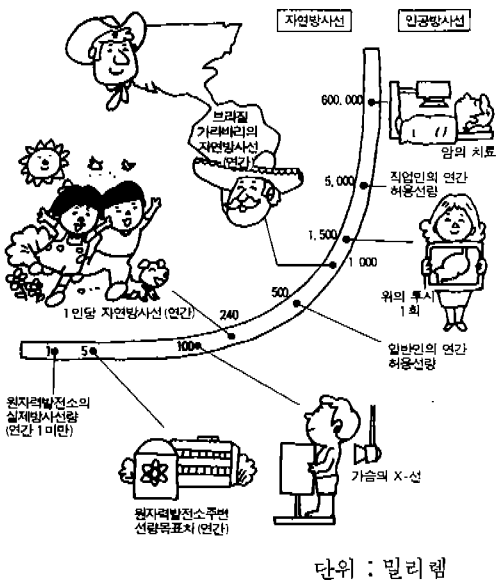 자연방사선
인공방사선
브라질
가라바리의
자연방사선
(연간)
600.000
암의 치료
5,000
직업인의 연간
허용선량
1,500
1 000
위의 투시
1회
1인당 자연방사선(연간)
240
500
일반인의 연간
허용선량
1
5
100
원자력발전소의
실제방사선량
(연간 1미만)
가슴의 X-선
원자력발전소주변
선량목표치(연간)
단위 : 밀리렘